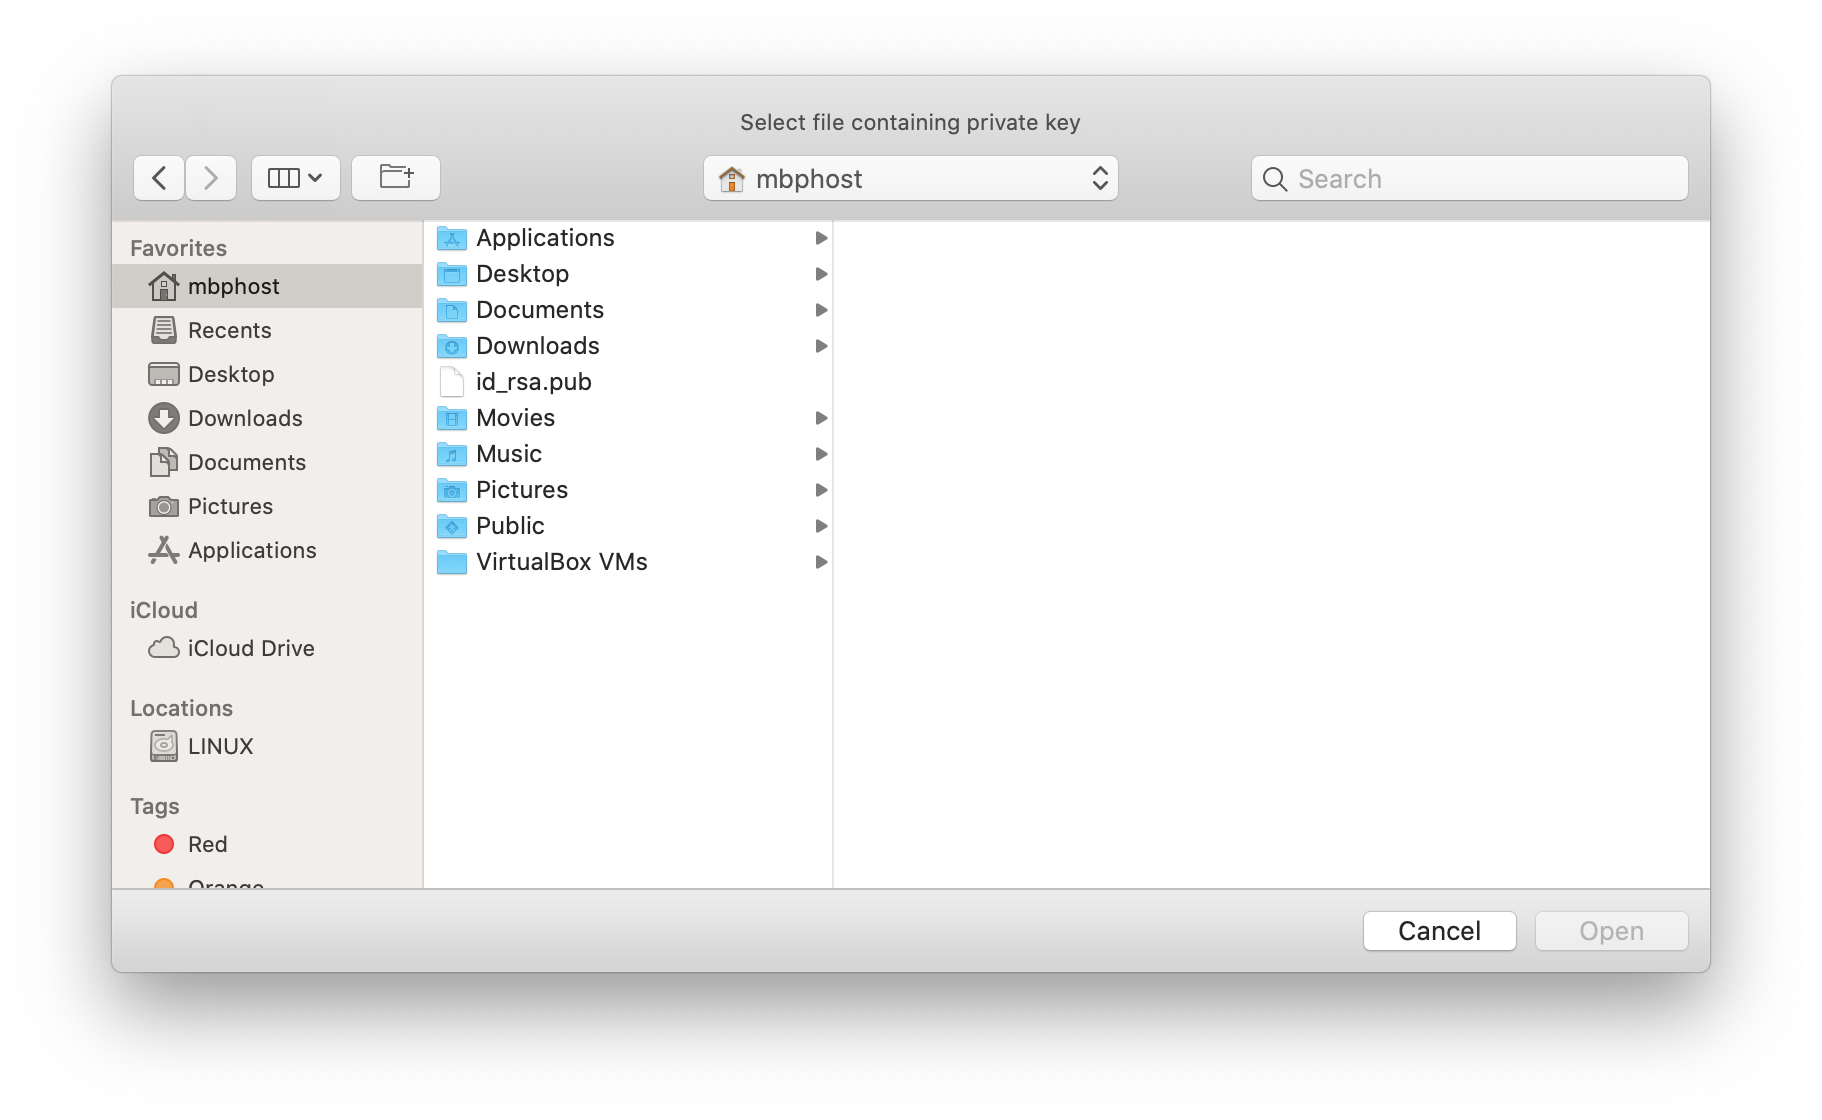 Select file containing private key
mbphost
Search
Favorites
mbphost
Recents
Desktop
Downloads
Documents
Pictures
Applications
iCloud
iCloud Drive
Locations
LINUX
Tags
Red
Orange
Applications
Desktop
Documents
Downloads
id_rsa.pub
Movies
Music
Pictures
Public
VirtualBox VMs
Cancel
Open